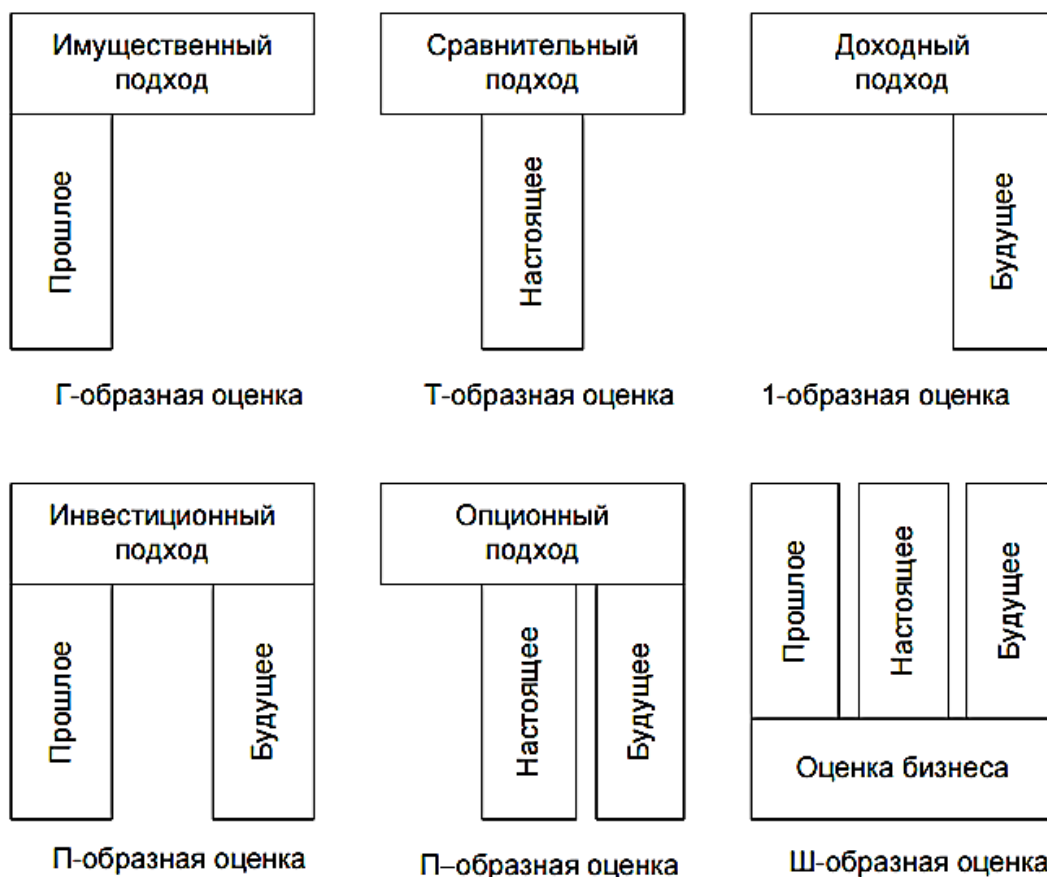 Имущественный
подход
Прошлое
Г-образная оценка
Сравнительный
подход
Настоящее
Т-образная оценка
Доходный
подход
Будущее
1-образная оценка
Инвестиционный
подход
Прошлое
Будущее
П-образная оценка
Опционный
подход
Настоящее
Будущее
П–образная оценка
Прошлое
Настоящее
Будущее
Оценка бизнеса
Ш-образная оценка